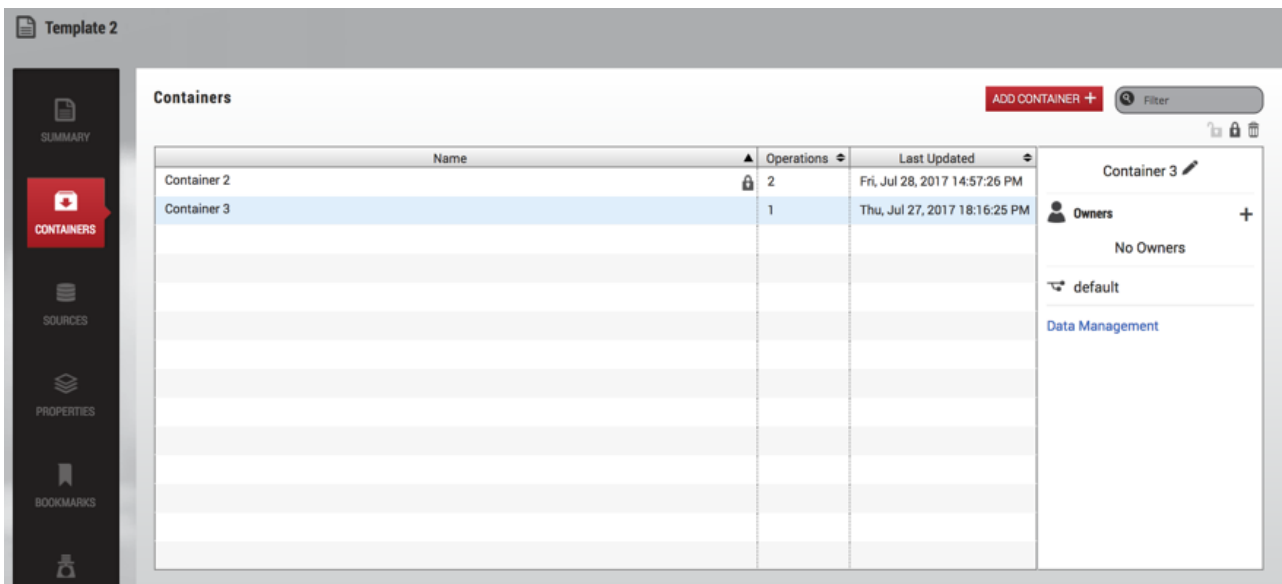 Template 2
SUMMARY
CONTAINERS
SOURCES
PROPERTIES
BOOKMARKS
Containers
ADD CONTAINER +
Filter
Name Operations Last Updated
Container 2 2 Fri, Jul 28, 2017 14:57:26 PM
Container 3 1 Thu, Jul 27, 2017 18:16:25 PM
Container 3
Owners +
No Owners
default
Data Management